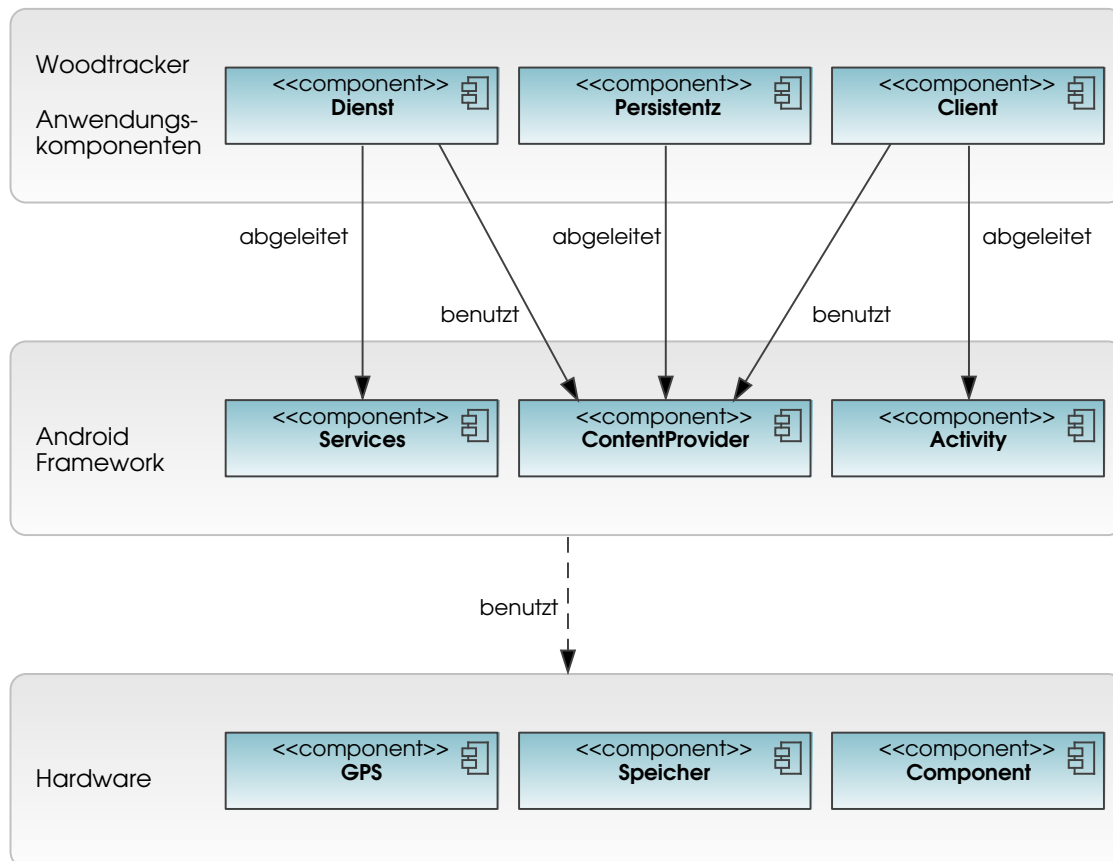 Woodtracker
Anwendungs-
komponenten
<<component>>
Dienst
<<component>>
Persistentz
<<component>>
Client
abgeleitet
abgeleitet
abgeleitet
benutzt
benutzt
Android
Framework
<<component>>
Services
<<component>>
ContentProvider
<<component>>
Activity
benutzt
Hardware
<<component>>
GPS
<<component>>
Speicher
<<component>>
Component